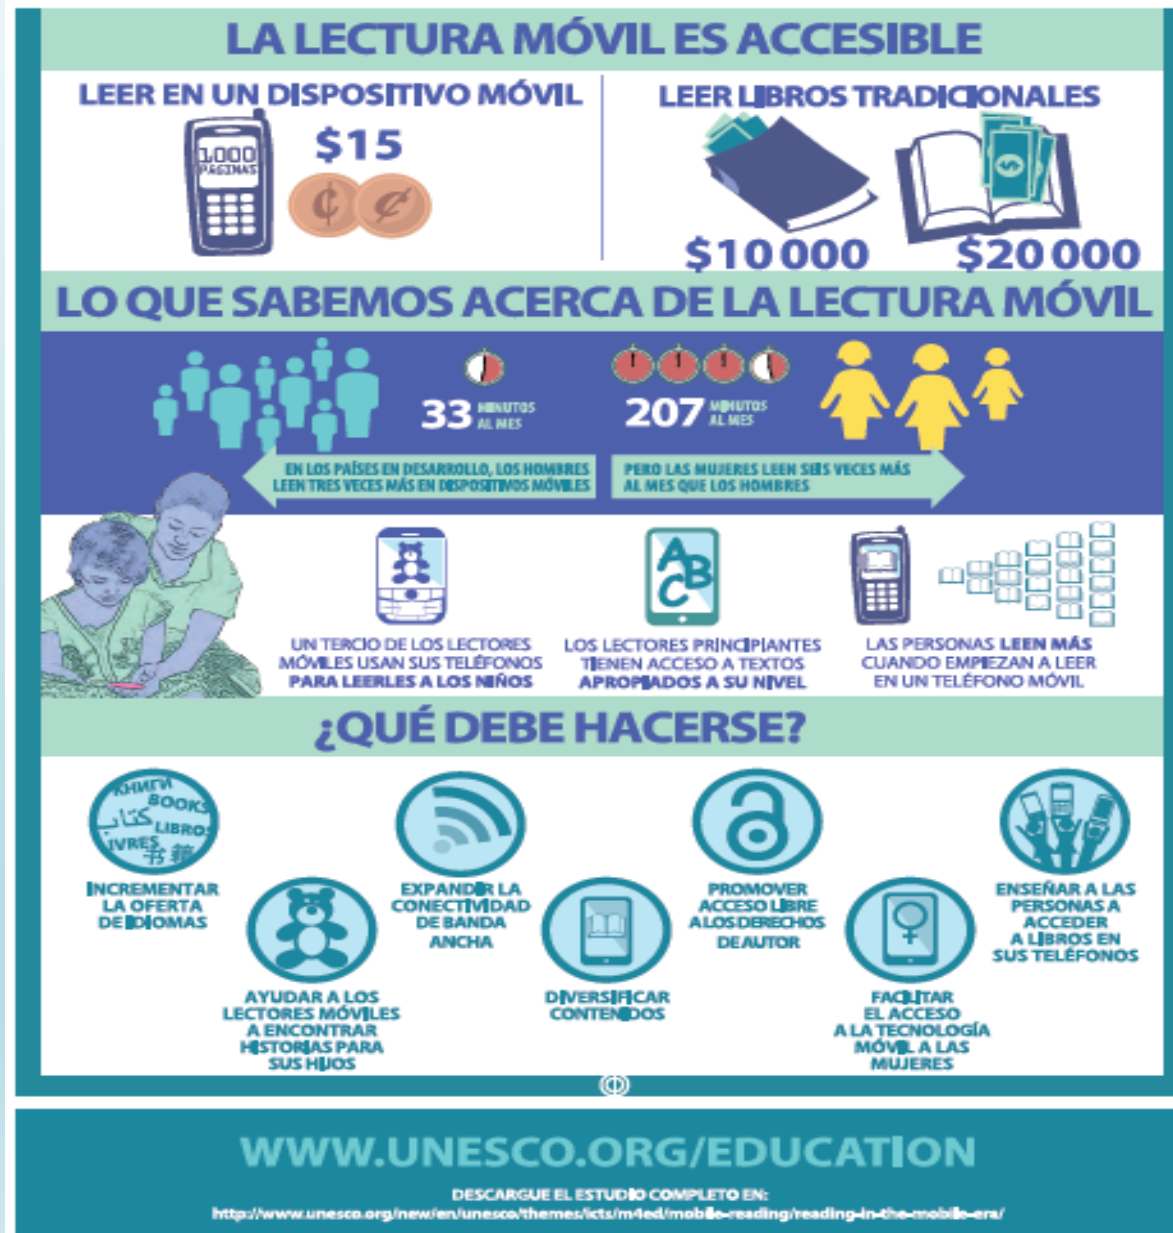 LA LECTURA MÓVIL ES ACCESIBLE
LEER EN UN DISPOSITIVO MÓVIL
1,000
PÁGINAS
$15
₵ ₵
LEER LIBROS TRADICIONALES
$
$10 000
$20 000
LO QUE SABEMOS ACERCA DE LA LECTURA MÓVIL
33 MINUTOS
AL MES
207 MINUTOS
AL MES
EN LOS PAÍSES EN DESARROLLO, LOS HOMBRES
LEEN TRES VECES MÁS EN DISPOSITIVOS MÓVILES
PERO LAS MUJERES LEEN SEIS VECES MÁS
AL MES QUE LOS HOMBRES
UN TERCIO DE LOS LECTORES
MÓVILES USAN SUS TELÉFONOS
PARA LEERLES A LOS NIÑOS
ABC
LOS LECTORES PRINCIPIANTES
TIENEN ACCESO A TEXTOS
APROPIADOS A SU NIVEL
LAS PERSONAS LEEN MÁS
CUANDO EMPIEZAN A LEER
EN UN TELÉFONO MÓVIL
¿QUÉ DEBE HACERSE?
КНИГИ
BOOKS
كتاب
LIBROS
IVRES
书籍
INCREMENTAR
LA OFERTA
DE IDIOMAS
AYUDAR A LOS
LECTORES MÓVILES
A ENCONTRAR
HISTORIAS PARA
SUS HIJOS
EXPANDIR LA
CONECTIVIDAD
DE BANDA
ANCHA
DIVERSIFICAR
CONTENIDOS
PROMOVER
ACCESO LIBRE
A LOS DERECHOS
DE AUTOR
FACILITAR
EL ACCESO
A LA TECNOLOGÍA
MÓVIL A LAS
MUJERES
ENSEÑAR A LAS
PERSONAS A
ACCEDER
A LIBROS EN
SUS TELÉFONOS
WWW.UNESCO.ORG/EDUCATION
DESCARGUE EL ESTUDIO COMPLETO EN:
http://www.unesco.org/new/en/unesco/themes/icts/m4ed/mobile-reading/reading-in-the-mobile-era/